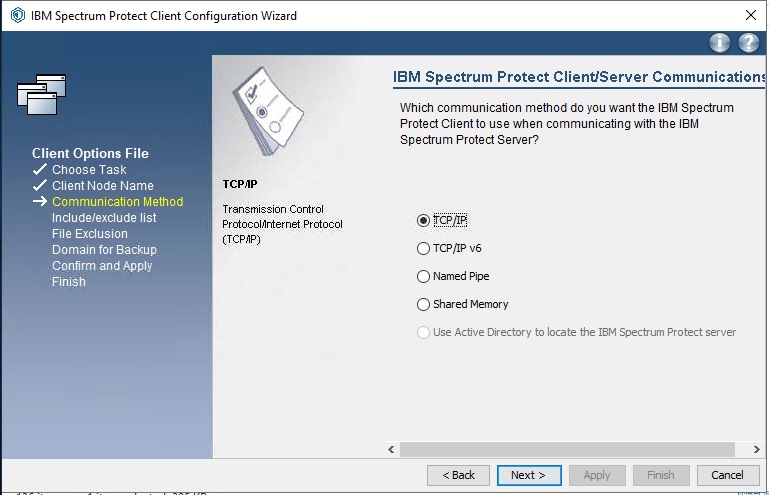 IBM Spectrum Protect Client Configuration Wizard
Client Options File
Choose Task
Client Node Name
Communication Method
Include/exclude list
File Exclusion
Domain for Backup
Confirm and Apply
Finish
TCP/IP
Transmission Control
Protocol/Internet Protocol
(TCP/IP)
IBM Spectrum Protect Client/Server Communications
Which communication method do you want the IBM Spectrum
Protect Client to use when communicating with the IBM
Spectrum Protect Server?
TCP/IP
TCP/IP v6
Named Pipe
Shared Memory
Use Active Directory to locate the IBM Spectrum Protect server
< Back
Next >
Apply
Finish
Cancel